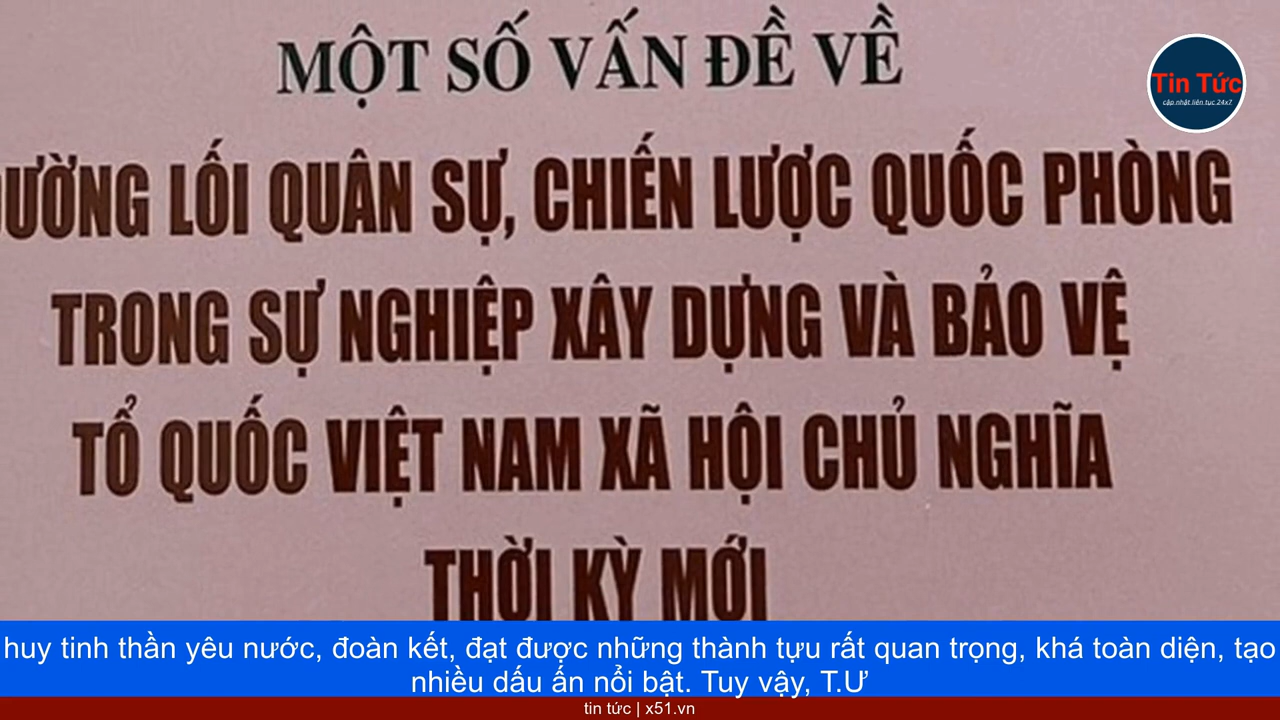 MỘT SỐ VẤN ĐỀ VỀ
Tin Tức
cập nhật liên tục 24x7
ĐƯỜNG LỐI QUÂN SỰ, CHIẾN LƯỢC QUỐC PHÒNG
TRONG SỰ NGHIỆP XÂY DỰNG VÀ BẢO VỆ
TỔ QUỐC VIỆT NAM XÃ HỘI CHỦ NGHĨA
THỜI KỲ MỚI
huy tinh thần yêu nước, đoàn kết, đạt được những thành tựu rất quan trọng, khá toàn diện, tạo
nhiều dấu ấn nổi bật. Tuy vậy, T.Ư
tin tức | x51.vn